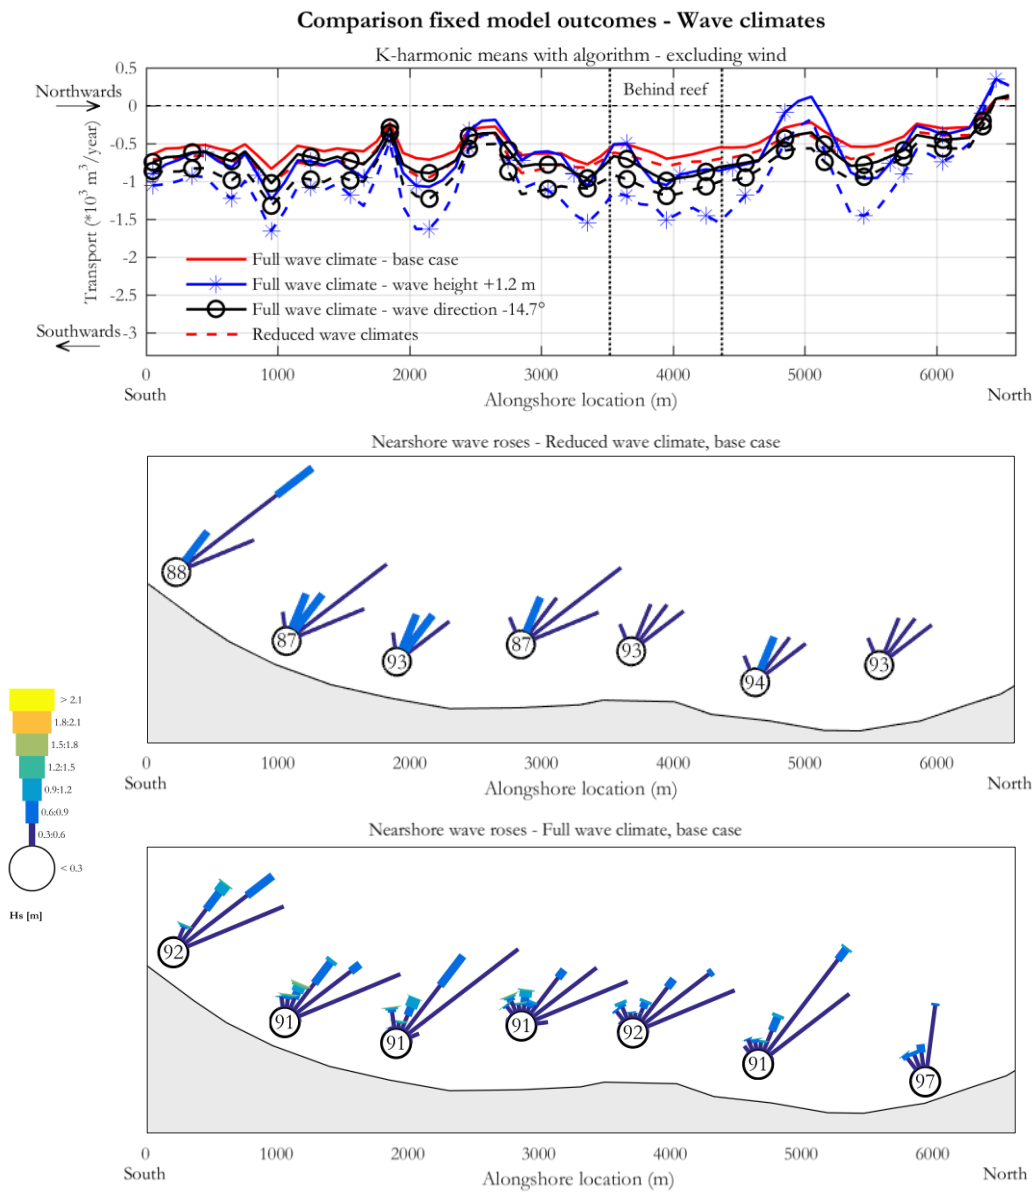 Comparison fixed model outcomes - Wave climates
K-harmonic means with algorithm - excluding wind
Northwards
Behind reef
Transport (*10³ m³/year)
0.5
0
-0.5
-1
-1.5
-2
-2.5
-3
Southwards
Full wave climate - base case
Full wave climate - wave height +1.2 m
Full wave climate - wave direction -14.7°
Reduced wave climates
0 1000 2000 3000 4000 5000 6000
South North
Alongshore location (m)
Nearshore wave roses - Reduced wave climate, base case
88 87 93 87 93 94 93
0 1000 2000 3000 4000 5000 6000
South North
Alongshore location (m)
> 2.1
1.8:2.1
1.5:1.8
1.2:1.5
0.9:1.2
0.6:0.9
0.3:0.6
< 0.3
Hs [m]
Nearshore wave roses - Full wave climate, base case
92 91 91 91 92 91 97
0 1000 2000 3000 4000 5000 6000
South North
Alongshore location (m)